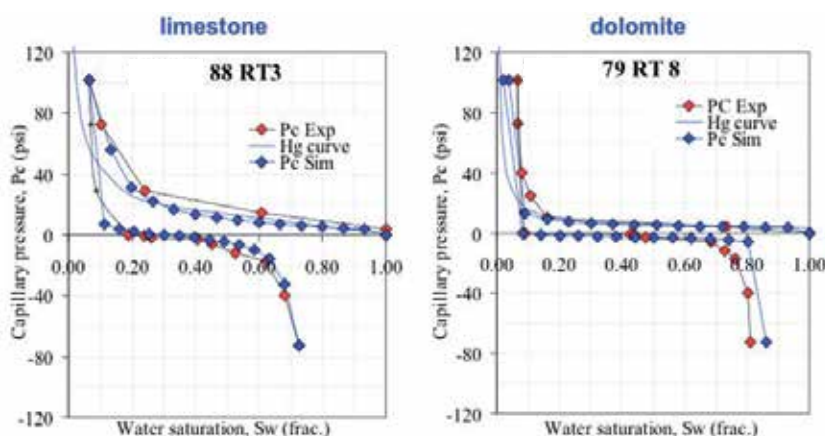 limestone
dolomite
88 RT3
Pc Exp
Hg curve
Pc Sim
Capillary pressure, Pc (psi)
120
80
40
0
-40
-80
-120
0.00 0.20 0.40 0.60 0.80 1.00
Water saturation, Sw (frac.)
79 RT 8
PC Exp
Hg curve
Pc Sim
Capillary pressure, Pc (psi)
120
80
40
0
-40
-80
-120
0.00 0.20 0.40 0.60 0.80 1.00
Water saturation, Sw (frac.)